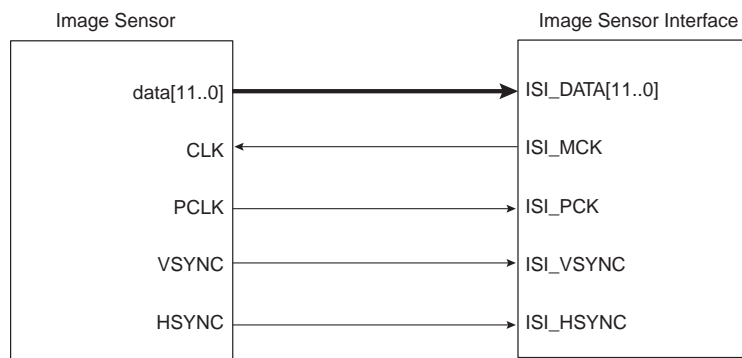 Image Sensor Image Sensor Interface
data[11..0] ISI_DATA[11..0]
CLK ISI_MCK
PCLK ISI_PCK
VSYNC ISI_VSYNC
HSYNC ISI_HSYNC